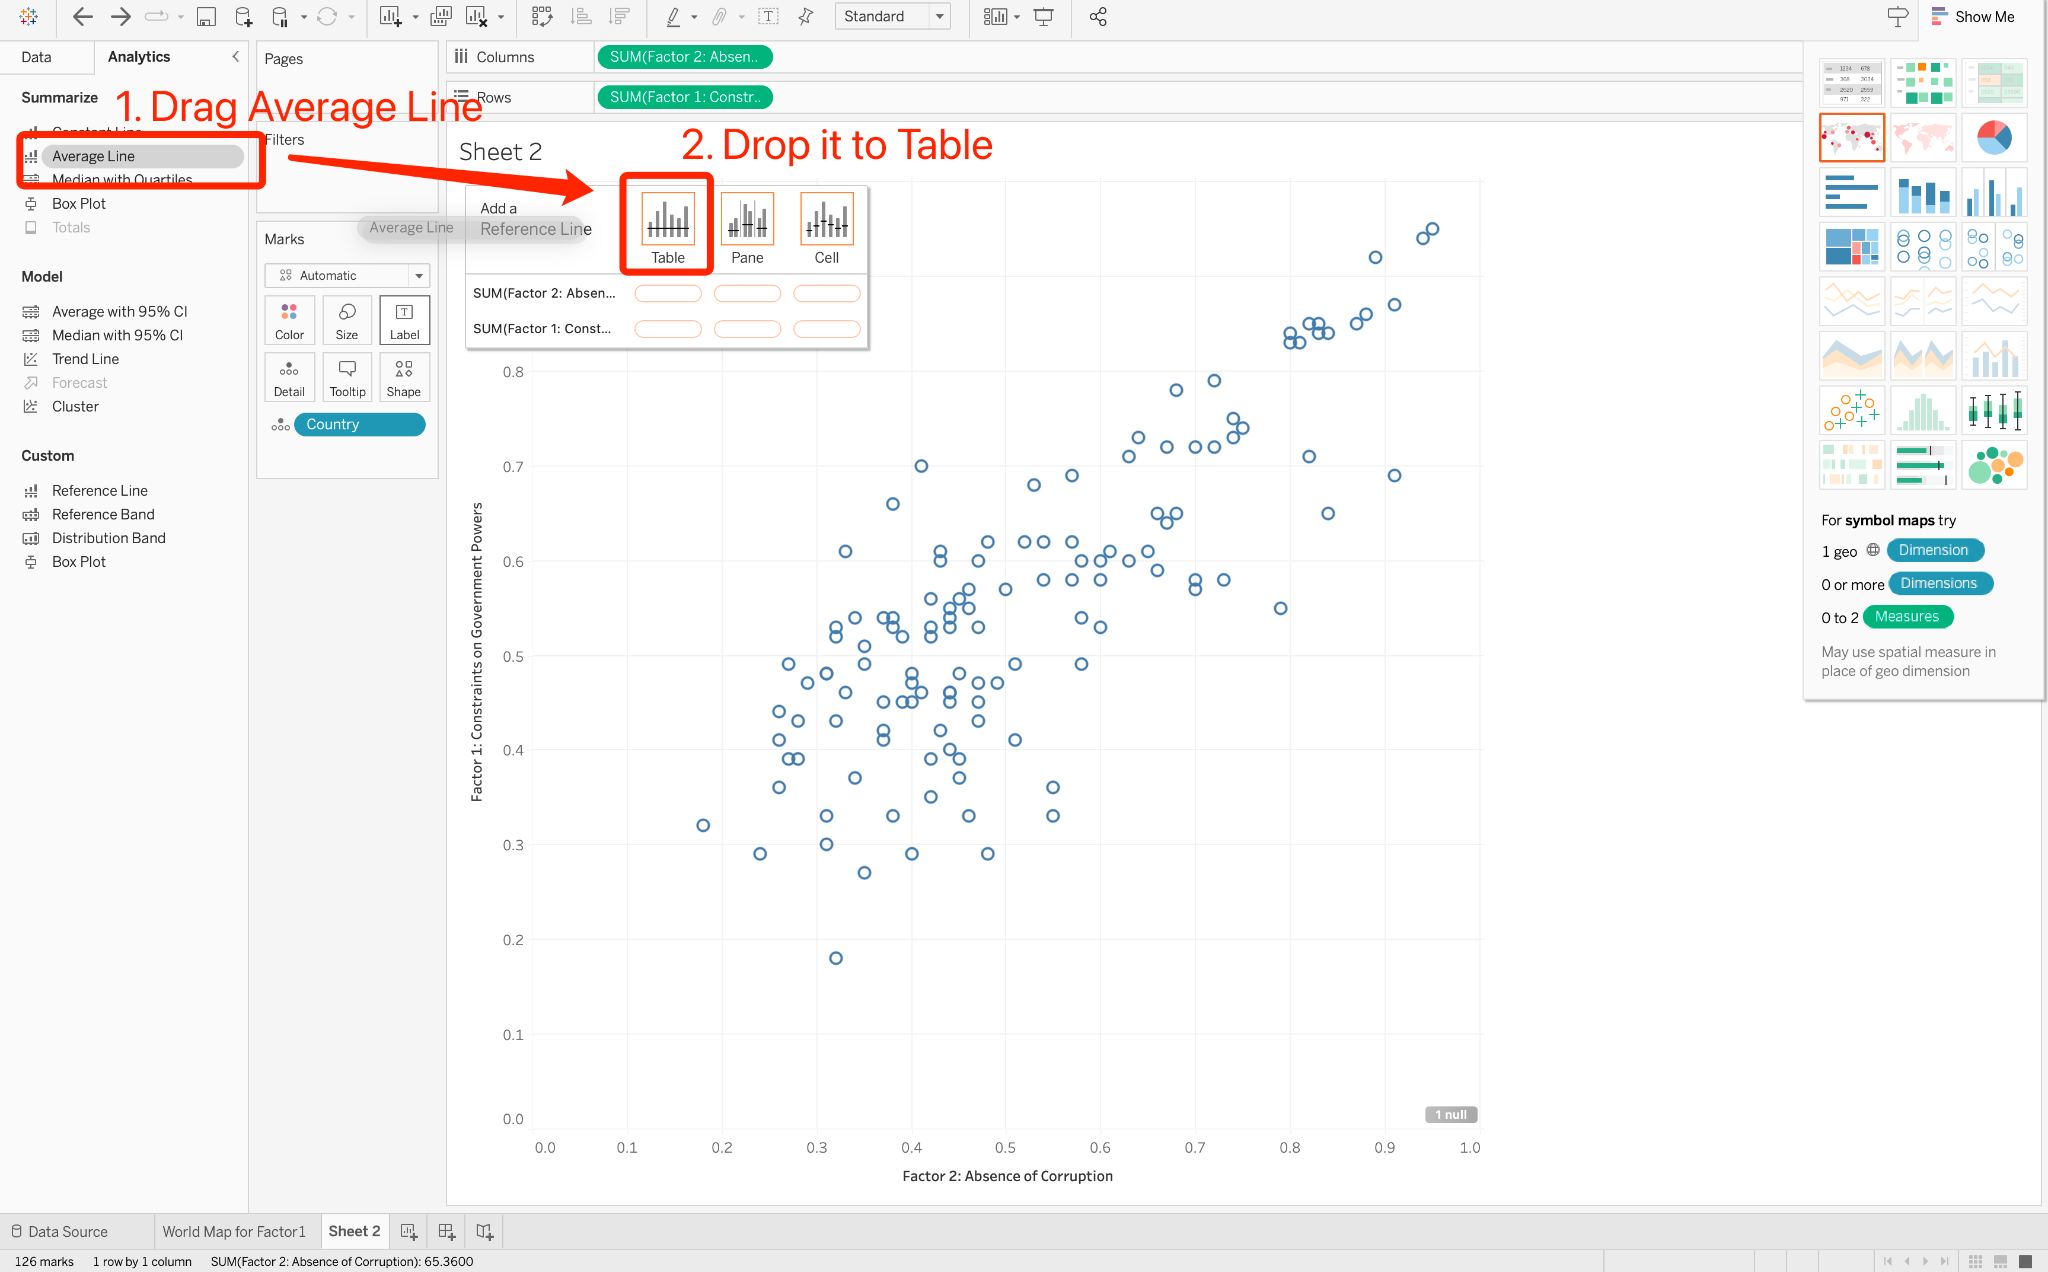 Standard
Show Me
Data
Analytics
Pages
Columns
SUM(Factor 2: Absen..
Rows
SUM(Factor 1: Constr..
Summarize
1. Drag Average Line
2. Drop it to Table
Constant Line
Average Line
Median with Quartiles
Box Plot
Totals
Model
Average with 95% CI
Median with 95% CI
Trend Line
Forecast
Cluster
Custom
Reference Line
Reference Band
Distribution Band
Box Plot
Filters
Marks
Automatic
Color
Size
Label
Detail
Tooltip
Shape
Country
Sheet 2
Average Line
Add a
Reference Line
Table
Pane
Cell
SUM(Factor 2: Absen...
SUM(Factor 1: Const...
0.8
0.7
0.6
0.5
0.4
0.3
0.2
0.1
0.0
Factor 1: Constraints on Government Powers
1 null
0.0 0.1 0.2 0.3 0.4 0.5 0.6 0.7 0.8 0.9 1.0
Factor 2: Absence of Corruption
For symbol maps try
1 geo Dimension
0 or more Dimensions
0 to 2 Measures
May use spatial measure in
place of geo dimension
Data Source
World Map for Factor1
Sheet 2
126 marks
1 row by 1 column
SUM(Factor 2: Absence of Corruption): 65.3600